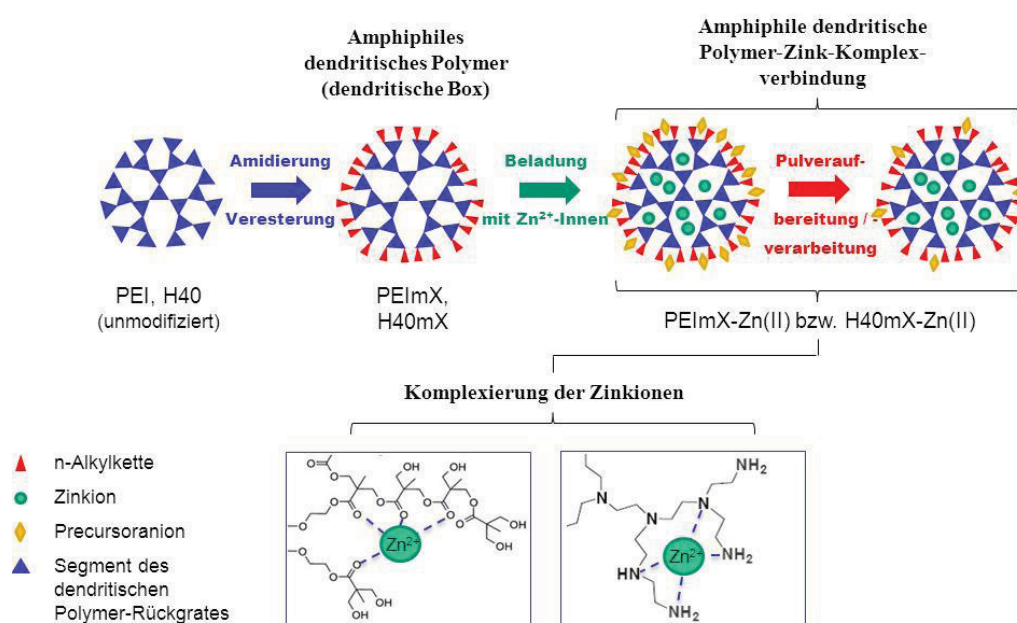 Amphiphiles
dendritisches Polymer
(dendritische Box)
Amphiphile dendritische
Polymer-Zink-Komplex-
verbindung
Amidierung
Veresterung
Beladung
mit Zn²⁺-Innen
Pulverauf-
bereitung / -
verarbeitung
PEI, H40
(unmodifiziert)
PEImX,
H40mX
PEImX-Zn(II) bzw. H40mX-Zn(II)
Komplexierung der Zinkionen
n-Alkylkette
Zinkion
Precursoranion
Segment des
dendritischen
Polymer-Rückgrates
O
O
OH
OH
OH
O
O
O
O
O
O
O
O
O
O
OH
OH
Zn²⁺
O
O
O
OH
OH
NH₂
N
N
N
Zn²⁺
HN
NH₂
NH₂